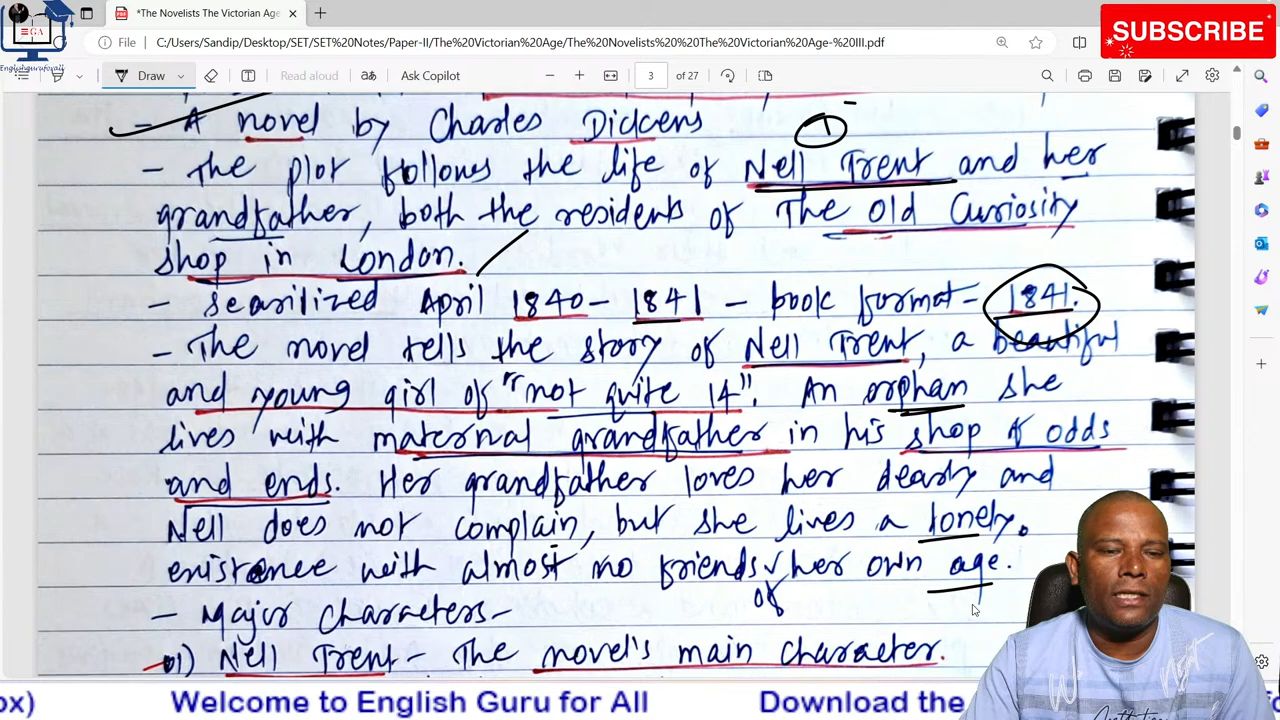 EGA
Englishguruforall
*The Novelists The Victorian Age
File C:/Users/Sandip/Desktop/SET/SET%20Notes/Paper-II/The%20Victorian%20Age/The%20Novelists%20%20The%20Victorian%20Age-%20III.pdf
SUBSCRIBE
Draw Read aloud aあ Ask Copilot 3 of 27
- A novel by Charles Dickens
- The plot follows the life of Nell Trent and her
grandfather, both the residents of The Old Curiosity
shop in London.
- Searilized April 1840 - 1841 - book format - 1841.
- The novel tells the story of Nell Trent, a beautiful
and young girl of "not quite 14". An orphan she
lives with maternal grandfather in his shop of odds
and ends. Her grandfather loves her dearly and
Nell does not complain, but she lives a lonely.
existence with almost no friends of her own age.
- Major characters-
01) Nell Trent - The novel's main character.
ox) Welcome to English Guru for All Download the